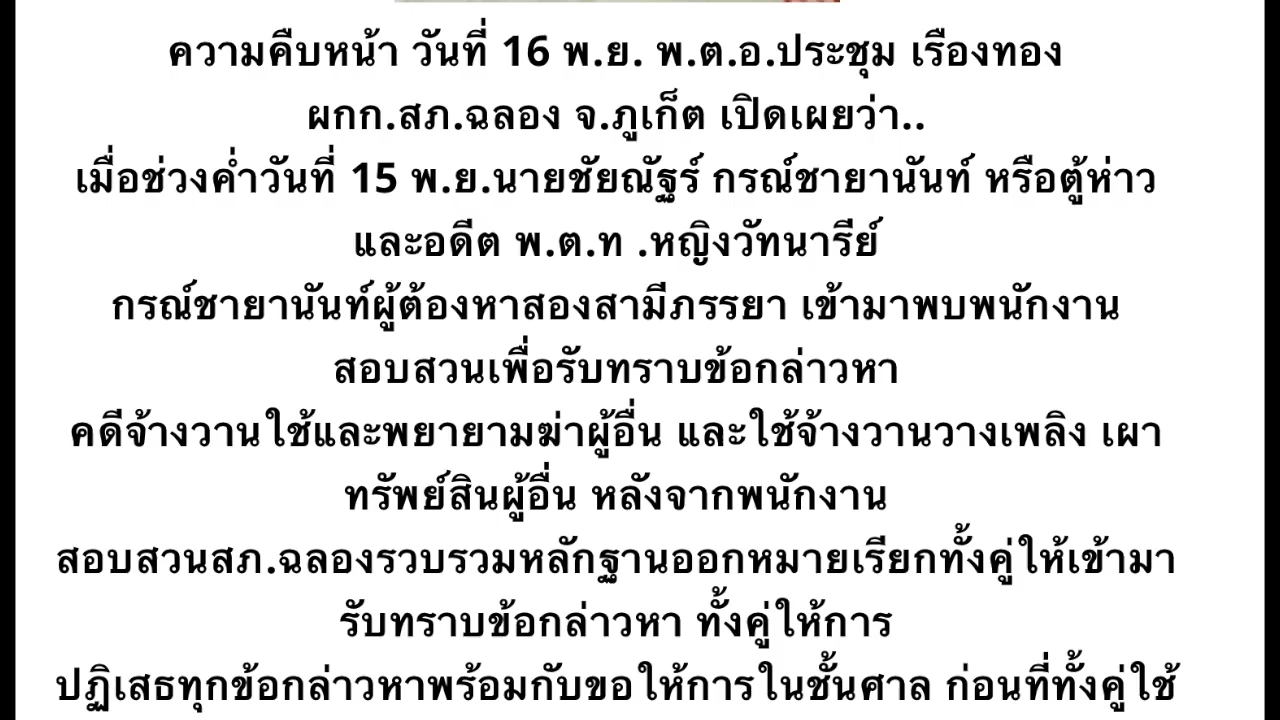 ความคืบหน้า วันที่ 16 พ.ย. พ.ต.อ.ประชุม เรืองทอง
ผกก.สภ.ฉลอง จ.ภูเก็ต เปิดเผยว่า..
เมื่อช่วงค่ำวันที่ 15 พ.ย.นายชัยณัฐร์ กรณ์ชายานันท์ หรือตู้ห่าว
และอดีต พ.ต.ท .หญิงวัทนารีย์
กรณ์ชายานันท์ผู้ต้องหาสองสามีภรรยา เข้ามาพบพนักงาน
สอบสวนเพื่อรับทราบข้อกล่าวหา
คดีจ้างวานใช้และพยายามฆ่าผู้อื่น และใช้จ้างวานวางเพลิง เผา
ทรัพย์สินผู้อื่น หลังจากพนักงาน
สอบสวนสภ.ฉลองรวบรวมหลักฐานออกหมายเรียกทั้งคู่ให้เข้ามา
รับทราบข้อกล่าวหา ทั้งคู่ให้การ
ปฏิเสธทุกข้อกล่าวหาพร้อมกับขอให้การในชั้นศาล ก่อนที่ทั้งคู่ใช้